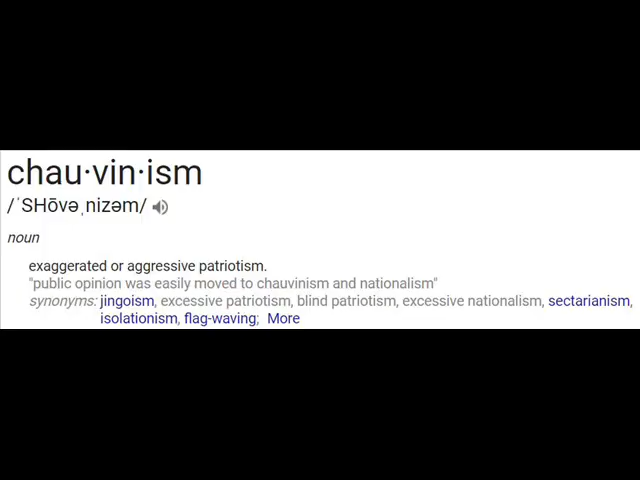 chau·vin·ism
/ˈSHōvəˌnizəm/
noun
exaggerated or aggressive patriotism.
"public opinion was easily moved to chauvinism and nationalism"
synonyms: jingoism, excessive patriotism, blind patriotism, excessive nationalism, sectarianism,
isolationism, flag-waving; More